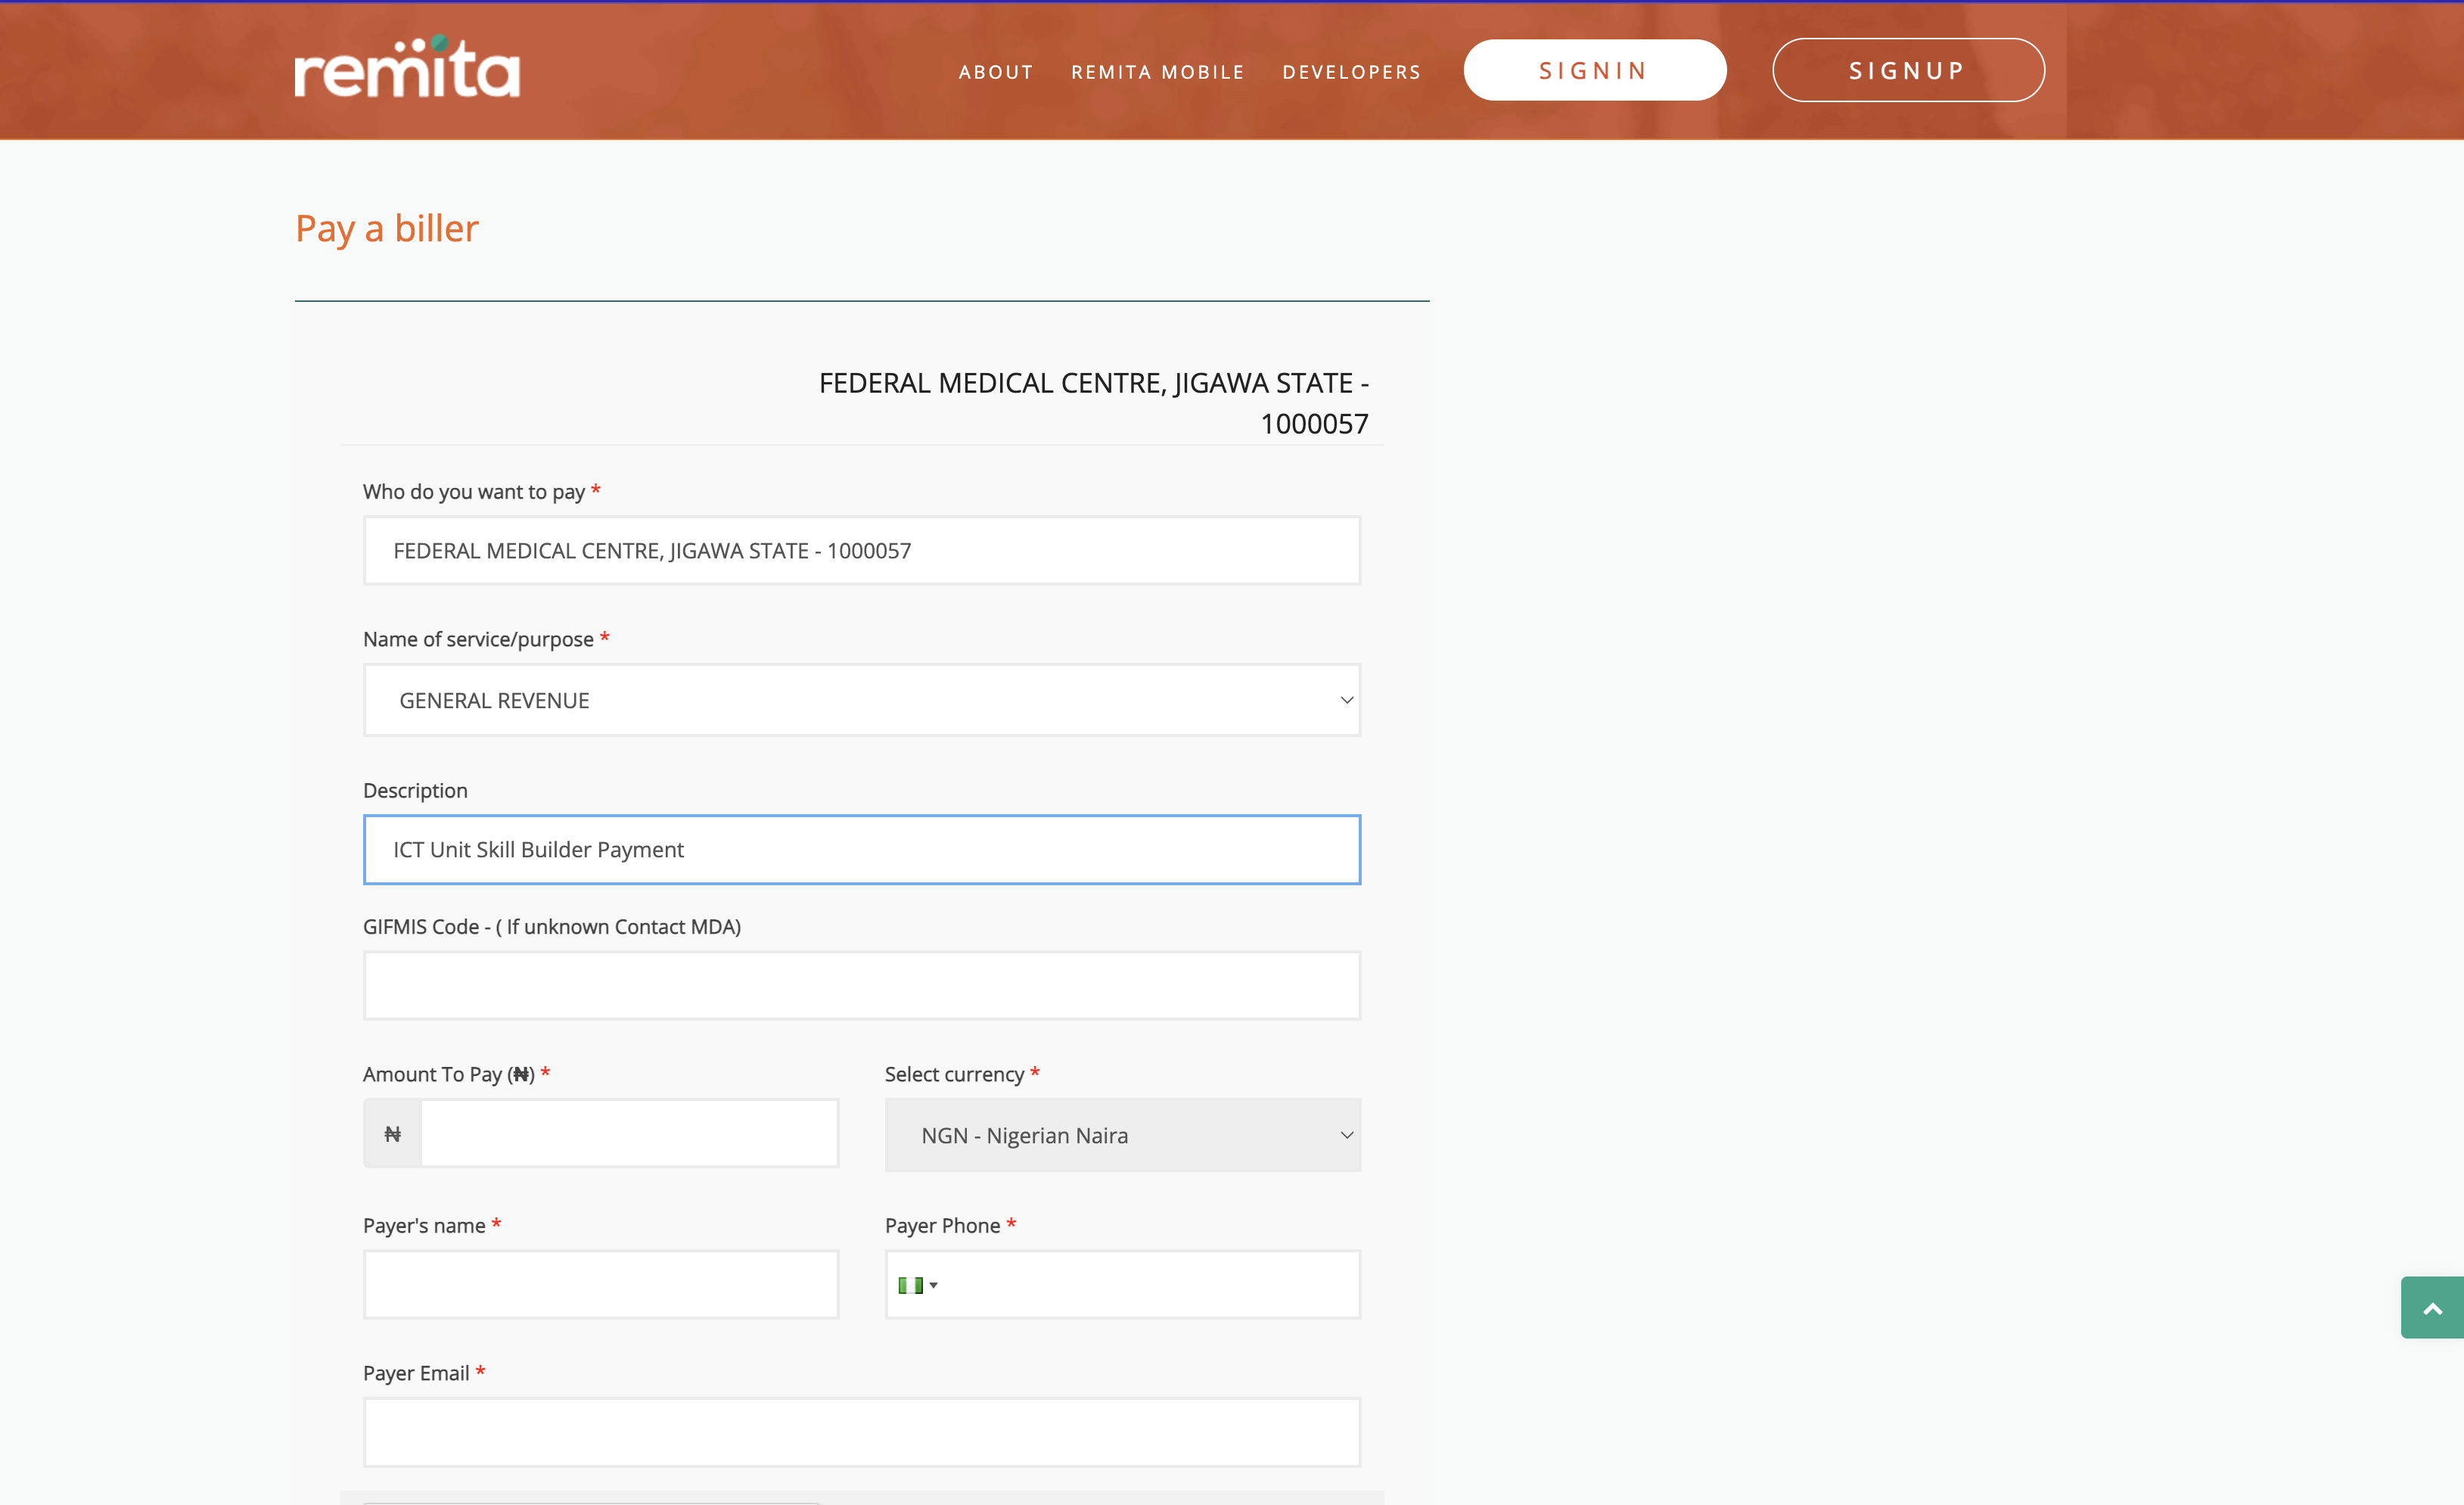 remita
ABOUT
REMITA MOBILE
DEVELOPERS
SIGNIN
SIGNUP
Pay a biller
FEDERAL MEDICAL CENTRE, JIGAWA STATE -
1000057
Who do you want to pay *
FEDERAL MEDICAL CENTRE, JIGAWA STATE - 1000057
Name of service/purpose *
GENERAL REVENUE
Description
ICT Unit Skill Builder Payment
GIFMIS Code - ( If unknown Contact MDA)
Amount To Pay (₦) *
Select currency *
₦
NGN - Nigerian Naira
Payer's name *
Payer Phone *
Payer Email *